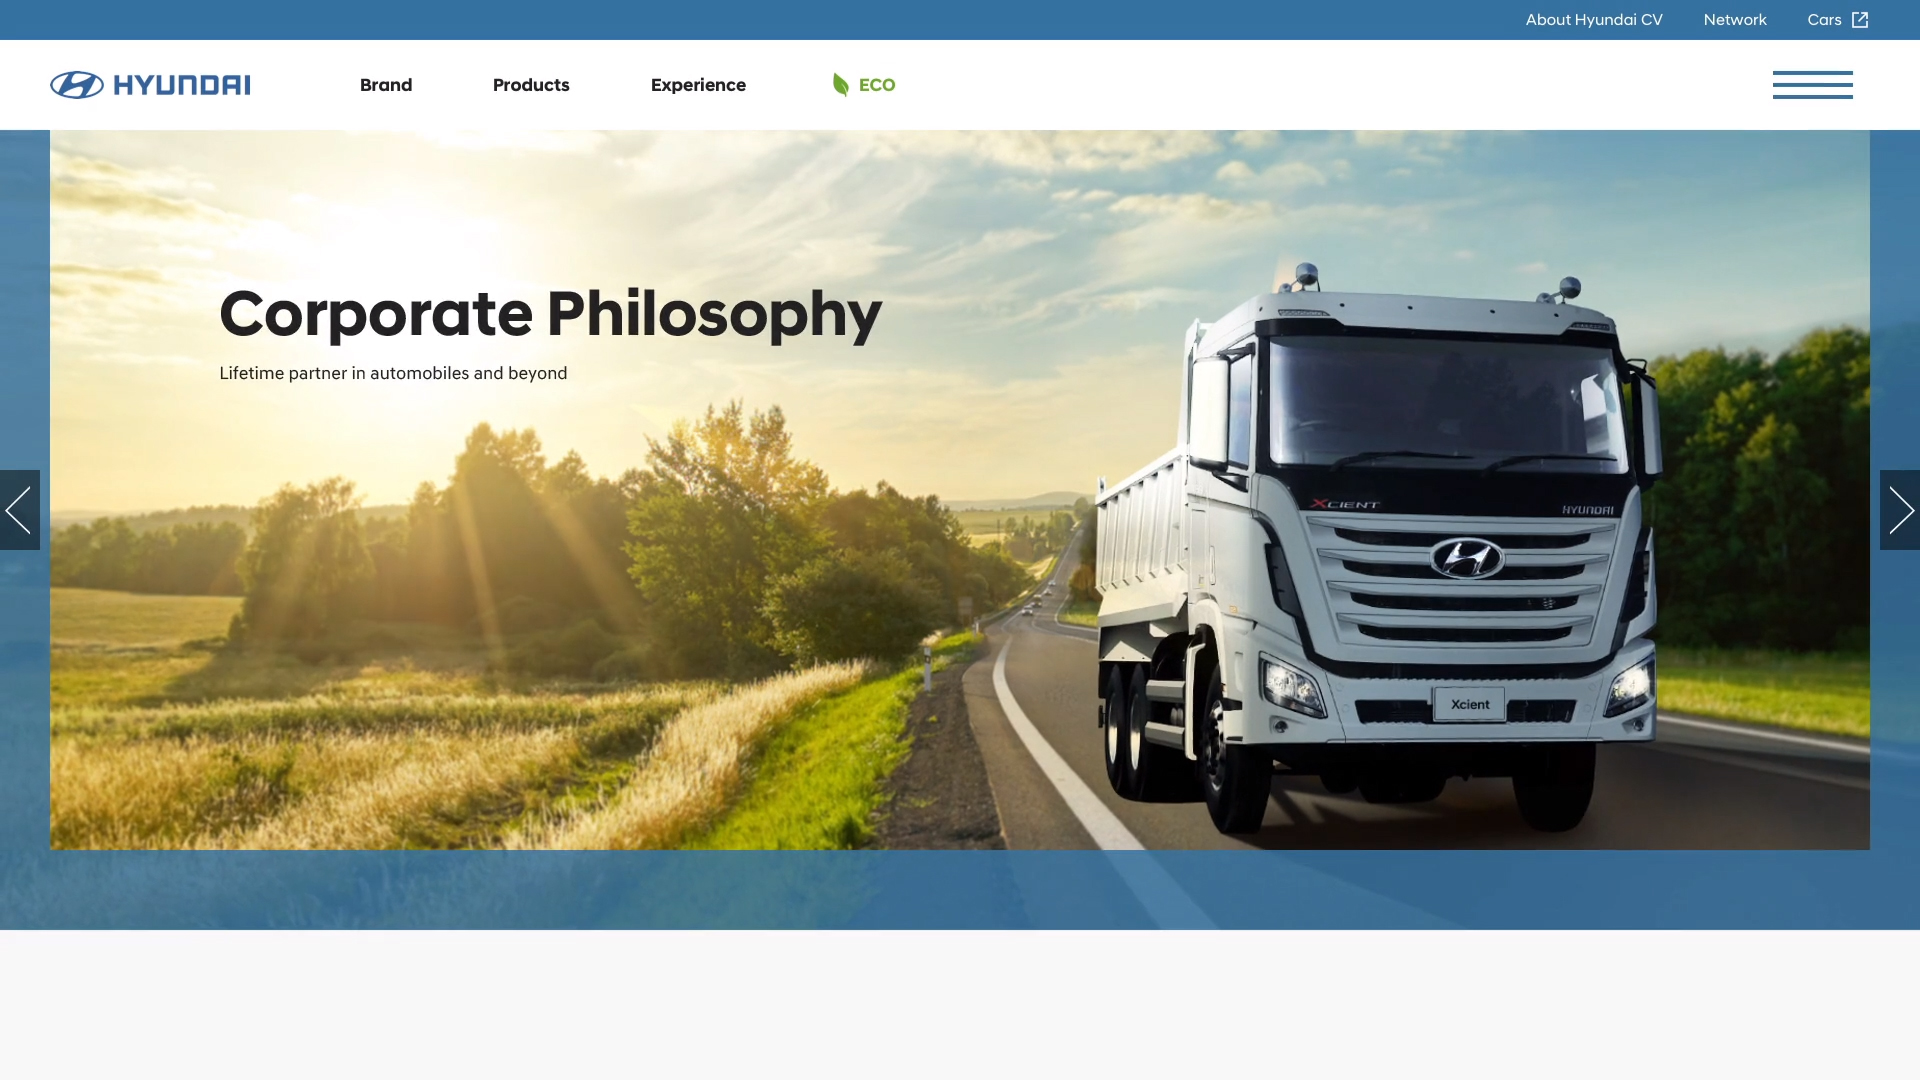 About Hyundai CV
Network
Cars
HYUNDAI
Brand
Products
Experience
ECO
Corporate Philosophy
Lifetime partner in automobiles and beyond
XCIENT
HYUNDAI
Xcient